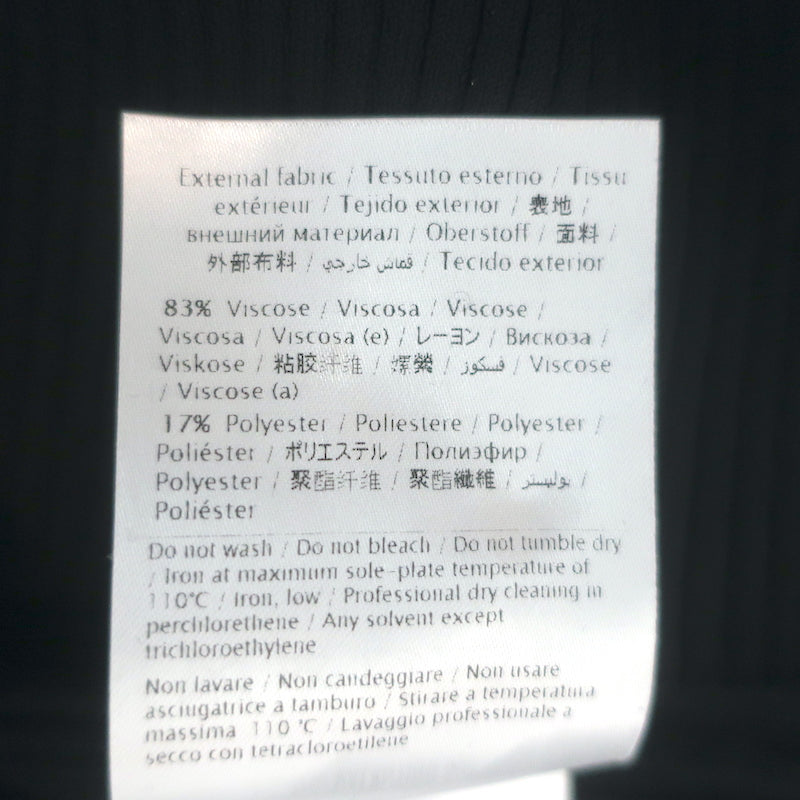 External fabric / Tessuto esterno / Tissu
extérieur / Tejido exterior / 表地 /
внешний материал / Oberstoff / 面料 /
外部布料 / قماش خارجي / Tecido exterior
83% Viscose / Viscosa / Viscose /
Viscosa / Viscosa (e) / レーヨン / Вискоза /
Viskose / 粘胶纤维 / 嫘縈 / فسكوز / Viscose
/ Viscose (a)
17% Polyester / Poliestere / Polyester /
Poliéster / ポリエステル / Полиэфир /
Polyester / 聚酯纤维 / 聚酯纖維 / بوليستر /
Poliéster
Do not wash / Do not bleach / Do not tumble dry
/ Iron at maximum sole-plate temperature of
110°C / Iron, low / Professional dry cleaning in
perchlorethene / Any solvent except
trichloroethylene
Non lavare / Non candeggiare / Non usare
asciugatrice a tamburo / Stirare a temperatura
massima 110 °C / Lavaggio professionale a
secco con tetracloroetilene